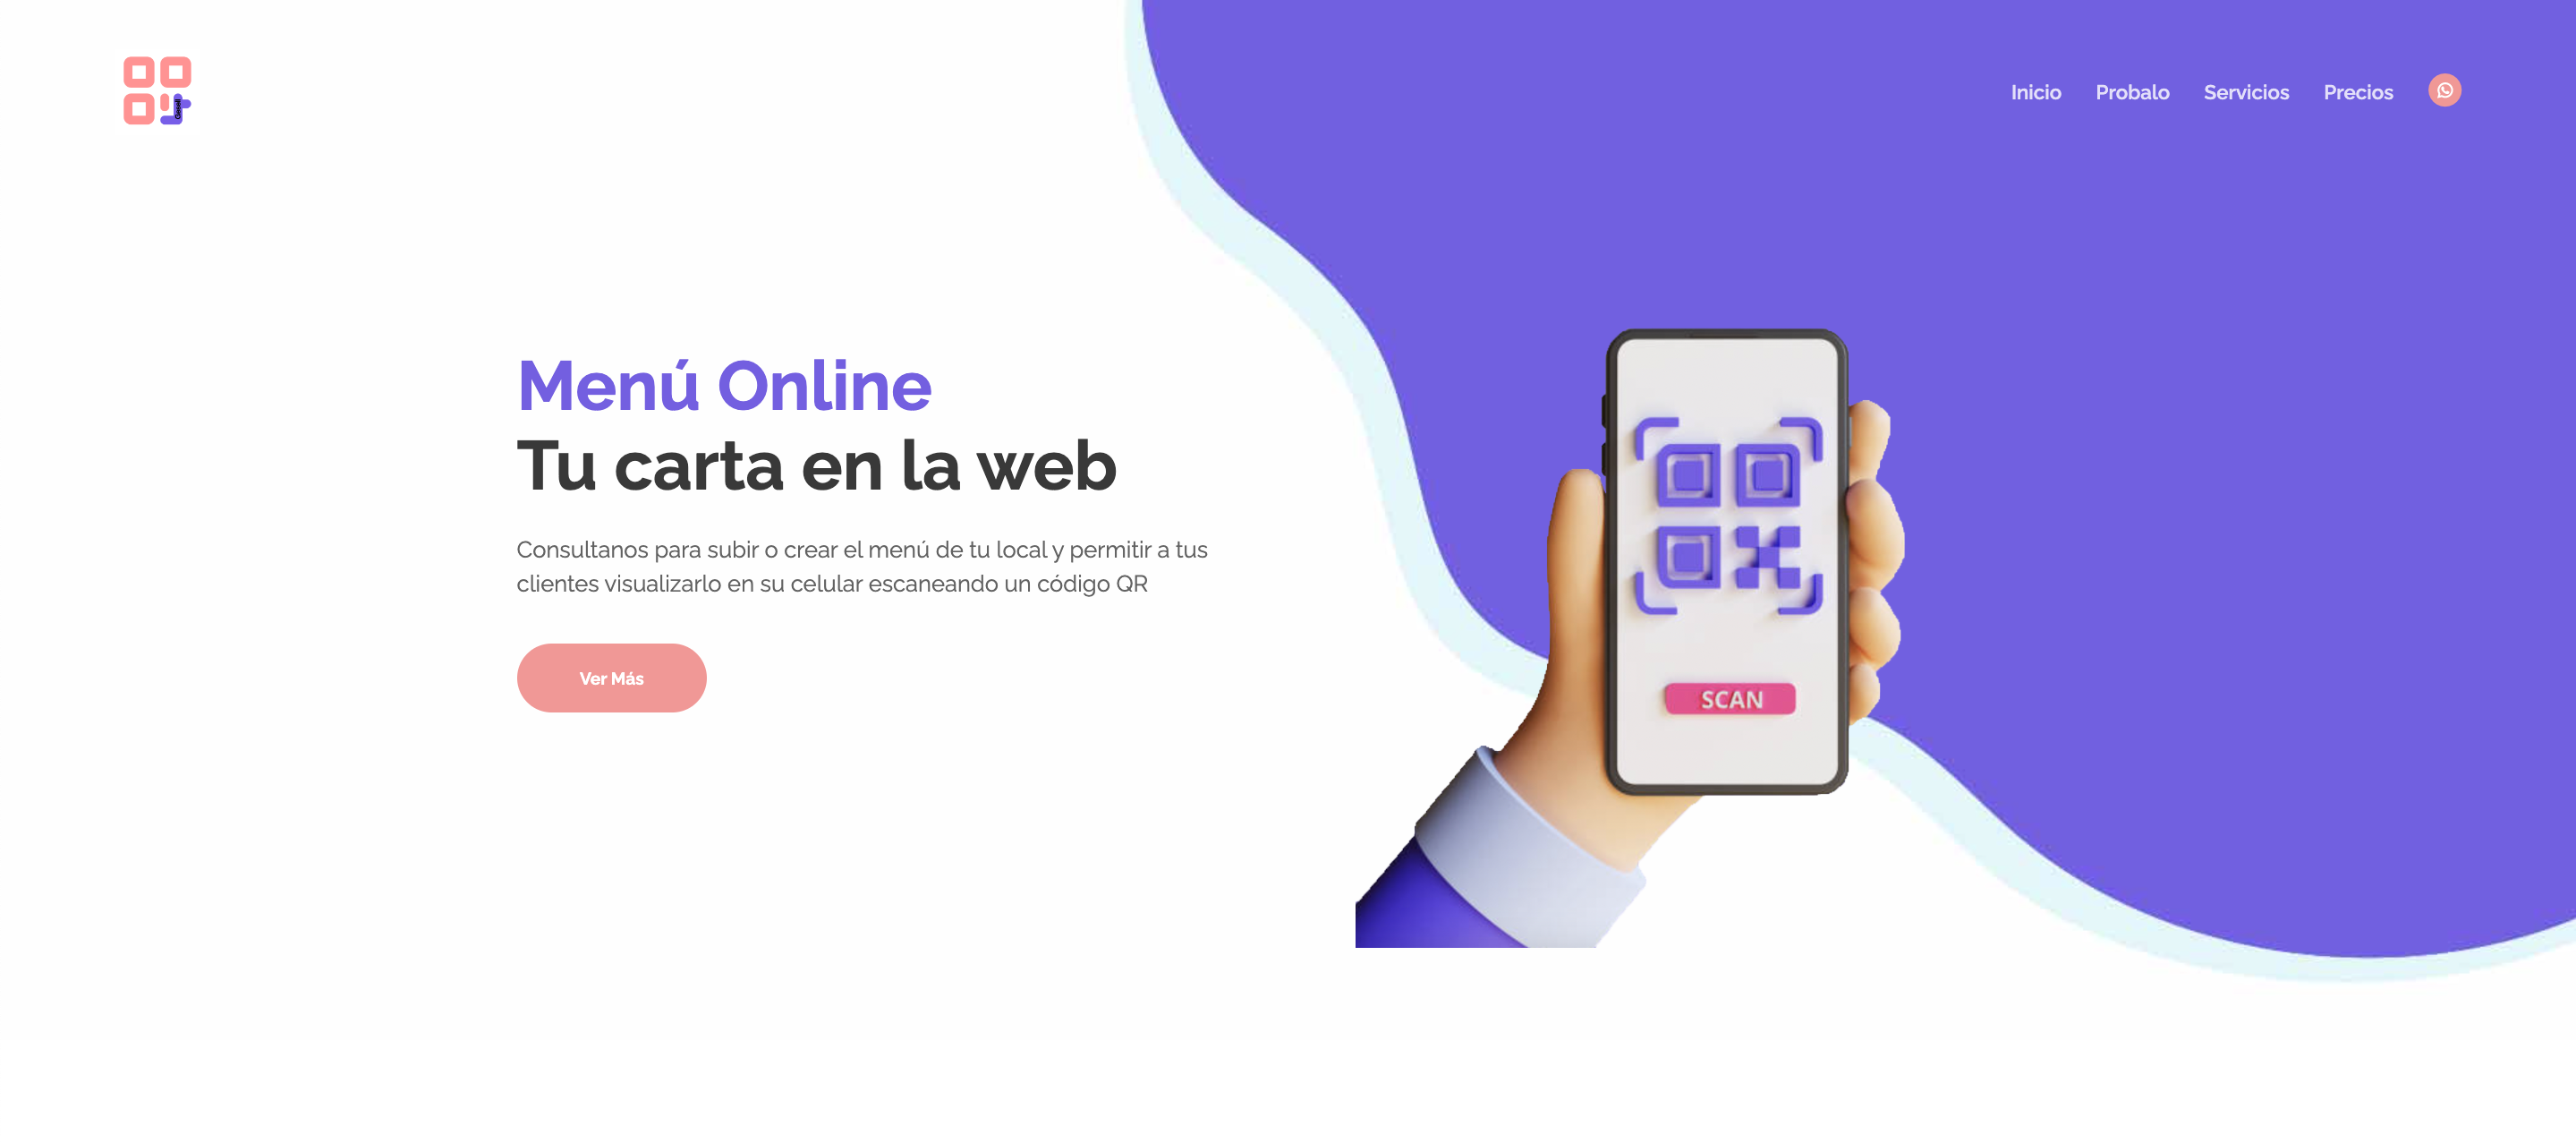 Inicio Probalo Servicios Precios
Menú Online
Tu carta en la web
Consultanos para subir o crear el menú de tu local y permitir a tus
clientes visualizarlo en su celular escaneando un código QR
Ver Más
SCAN